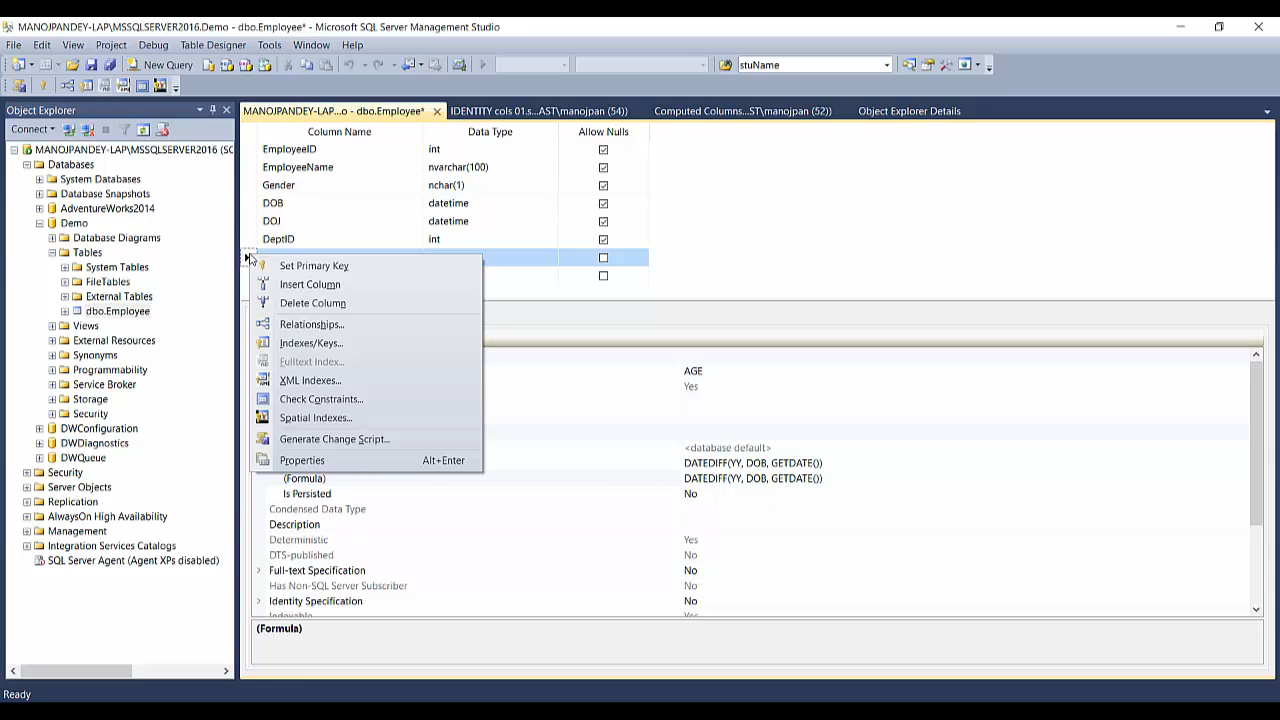 MANOJPANDEY-LAP\MSSQLSERVER2016.Demo - dbo.Employee* - Microsoft SQL Server Management Studio
File Edit View Project Debug Table Designer Tools Window Help
New Query
stuName
Object Explorer
Connect
MANOJPANDEY-LAP\MSSQLSERVER2016 (SC
Databases
System Databases
Database Snapshots
AdventureWorks2014
Demo
Database Diagrams
Tables
System Tables
FileTables
External Tables
dbo.Employee
Views
External Resources
Synonyms
Programmability
Service Broker
Storage
Security
DWConfiguration
DWDiagnostics
DWQueue
Security
Server Objects
Replication
AlwaysOn High Availability
Management
Integration Services Catalogs
SQL Server Agent (Agent XPs disabled)
MANOJPANDEY-LAP...o - dbo.Employee* IDENTITY cols 01.s...AST\manojpan (54)) Computed Columns...ST\manojpan (52)) Object Explorer Details
Column Name Data Type Allow Nulls
EmployeeID int
EmployeeName nvarchar(100)
Gender nchar(1)
DOB datetime
DOJ datetime
DeptID int
Set Primary Key
Insert Column
Delete Column
Relationships...
Indexes/Keys...
Fulltext Index...
XML Indexes...
Check Constraints...
Spatial Indexes...
Generate Change Script...
Properties Alt+Enter
AGE
Yes
<database default>
DATEDIFF(YY, DOB, GETDATE())
(Formula) DATEDIFF(YY, DOB, GETDATE())
Is Persisted No
Condensed Data Type
Description
Deterministic Yes
DTS-published No
Full-text Specification No
Has Non-SQL Server Subscriber No
Identity Specification No
Indexable Yes
(Formula)
Ready